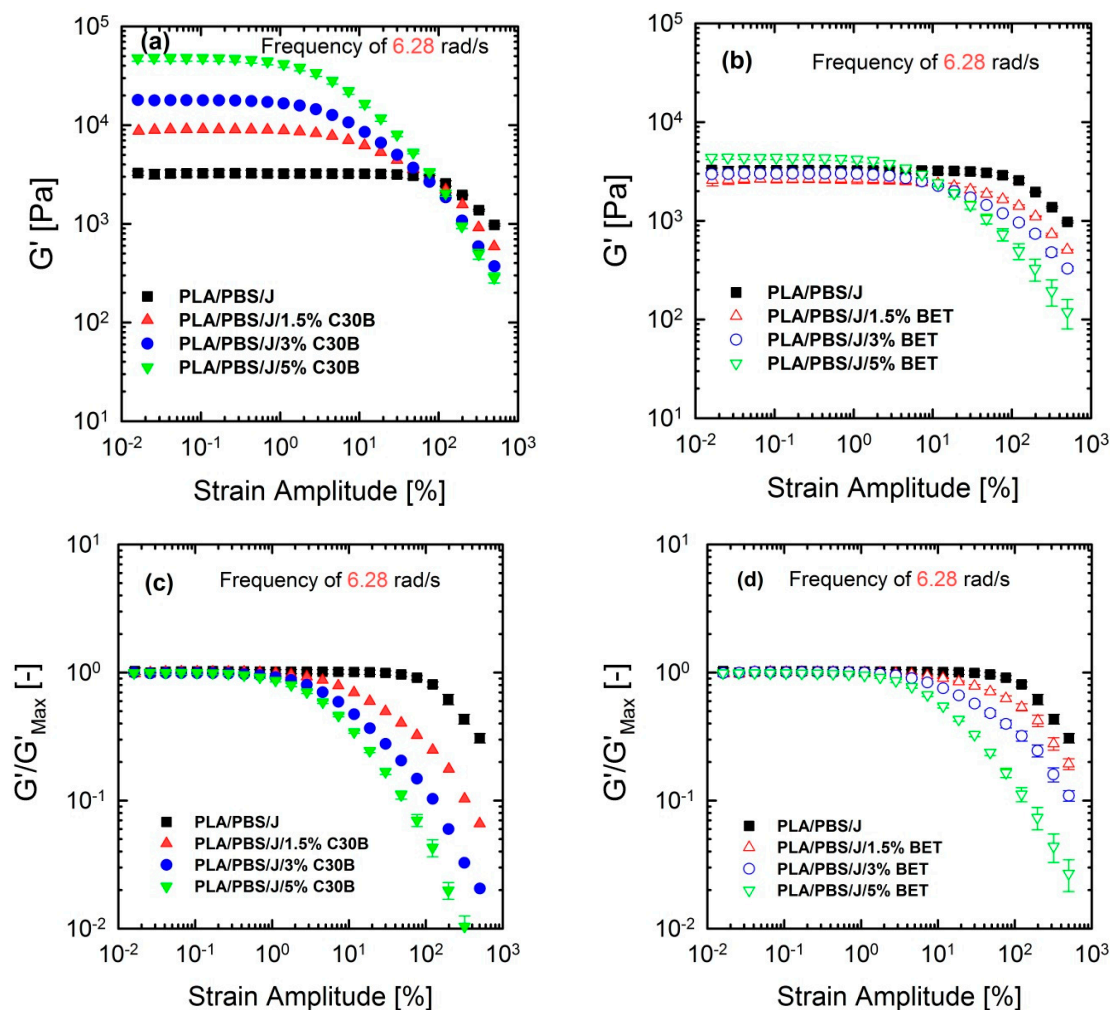 (a)
Frequency of 6.28 rad/s
10⁵
10⁴
10³
10²
10¹
G' [Pa]
PLA/PBS/J
PLA/PBS/J/1.5% C30B
PLA/PBS/J/3% C30B
PLA/PBS/J/5% C30B
10⁻² 10⁻¹ 10⁰ 10¹ 10² 10³
Strain Amplitude [%]
(b)
Frequency of 6.28 rad/s
10⁵
10⁴
10³
10²
10¹
G' [Pa]
PLA/PBS/J
PLA/PBS/J/1.5% BET
PLA/PBS/J/3% BET
PLA/PBS/J/5% BET
10⁻² 10⁻¹ 10⁰ 10¹ 10² 10³
Strain Amplitude [%]
(c)
Frequency of 6.28 rad/s
10¹
10⁰
10⁻¹
10⁻²
G'/G'Max [-]
PLA/PBS/J
PLA/PBS/J/1.5% C30B
PLA/PBS/J/3% C30B
PLA/PBS/J/5% C30B
10⁻² 10⁻¹ 10⁰ 10¹ 10² 10³
Strain Amplitude [%]
(d)
Frequency of 6.28 rad/s
10¹
10⁰
10⁻¹
10⁻²
G'/G'Max [-]
PLA/PBS/J
PLA/PBS/J/1.5% BET
PLA/PBS/J/3% BET
PLA/PBS/J/5% BET
10⁻² 10⁻¹ 10⁰ 10¹ 10² 10³
Strain Amplitude [%]